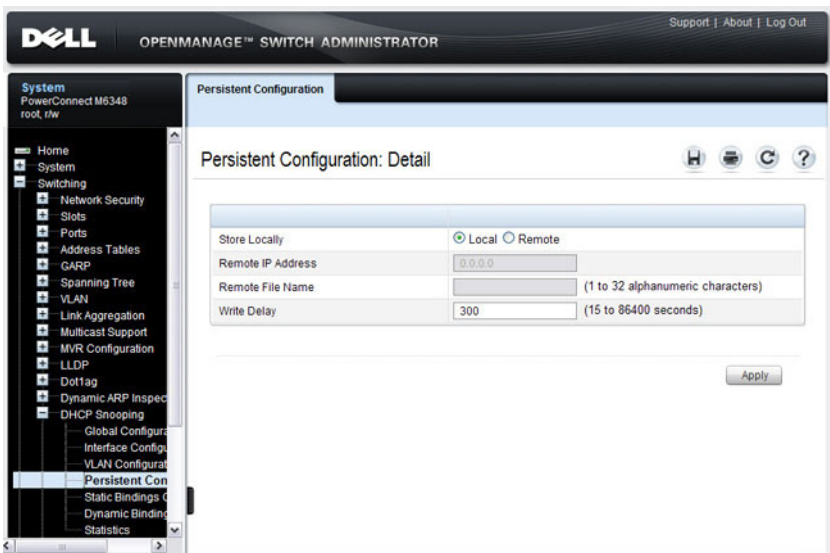 Support | About | Log Out
DELL OPENMANAGE™ SWITCH ADMINISTRATOR
System
PowerConnect M6348
root, r/w
Persistent Configuration
Home
System
Switching
Network Security
Slots
Ports
Address Tables
GARP
Spanning Tree
VLAN
Link Aggregation
Multicast Support
MVR Configuration
LLDP
Dot1ag
Dynamic ARP Inspec
DHCP Snooping
Global Configura
Interface Configu
VLAN Configurat
Persistent Con
Static Bindings C
Dynamic Binding
Statistics
Persistent Configuration: Detail
Store Locally Local Remote
Remote IP Address 0.0.0.0
Remote File Name (1 to 32 alphanumeric characters)
Write Delay 300 (15 to 86400 seconds)
Apply